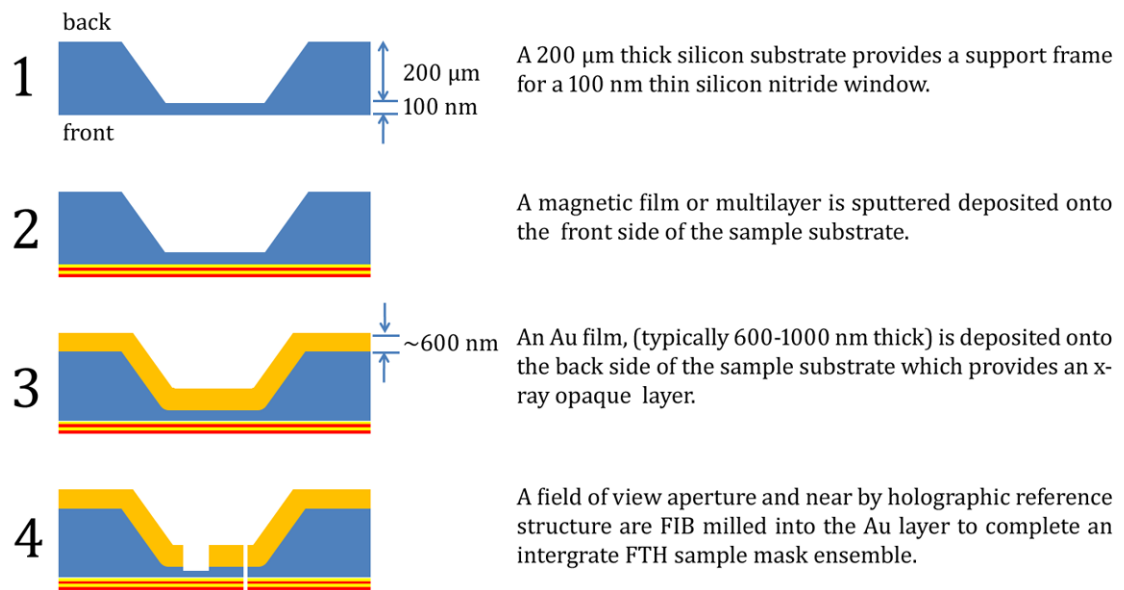 back
1
200 µm
100 nm
front
A 200 µm thick silicon substrate provides a support frame
for a 100 nm thin silicon nitride window.
2
A magnetic film or multilayer is sputtered deposited onto
the front side of the sample substrate.
3
~600 nm
An Au film, (typically 600-1000 nm thick) is deposited onto
the back side of the sample substrate which provides an x-
ray opaque layer.
4
A field of view aperture and near by holographic reference
structure are FIB milled into the Au layer to complete an
intergrate FTH sample mask ensemble.